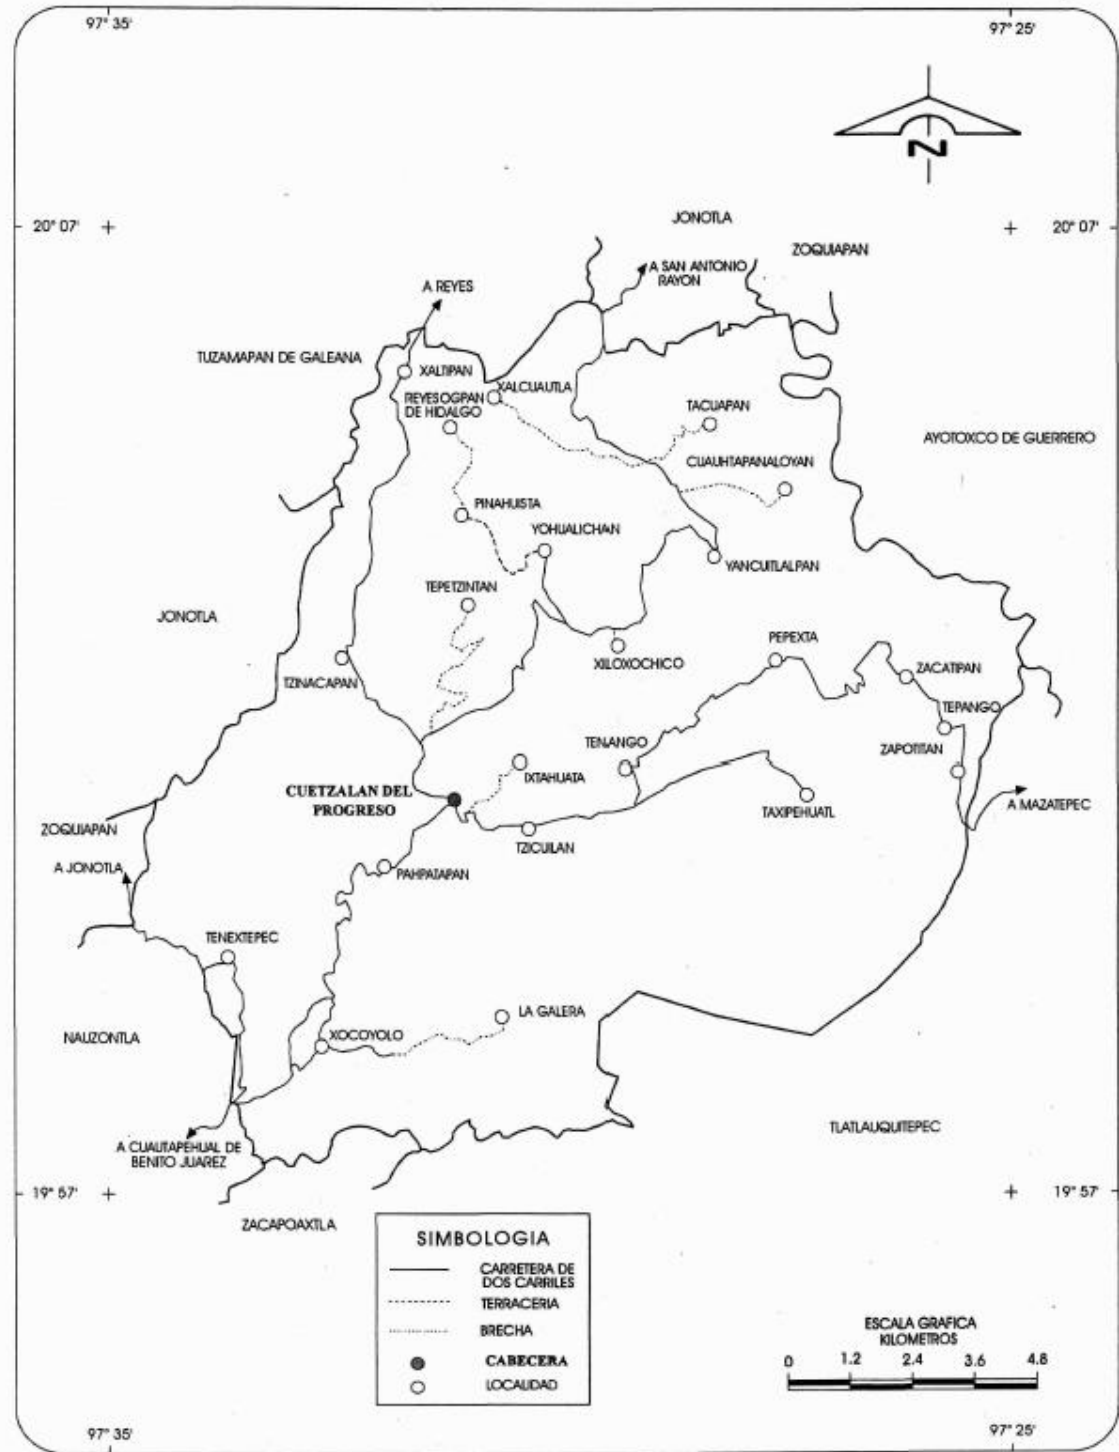 97° 35'
97° 25'
N
20° 07'
20° 07'
JONOTLA
ZOQUIAPAN
A SAN ANTONIO
RAYON
A REYES
TUZAMAPAN DE GALEANA
XALTIPAN
REYESOGPAN
DE HIDALGO
XALCUAUTLA
TACUAPAN
AYOTOXCO DE GUERRERO
CUAUHTAPANALOYAN
PINAHUISTA
YOHUALICHAN
YANCUITLALPAN
TEPETZINTAN
JONOTLA
XILOXOCHICO
PEPEXTA
TZINACAPAN
ZACATIPAN
TEPANGO
TENANGO
ZAPOTITAN
IXTAHUATA
CUETZALAN DEL
PROGRESO
TAXIPEHUATL
A MAZATEPEC
ZOQUIAPAN
TZICUILAN
A JONOTLA
PAHPATAPAN
TENEXTEPEC
LA GALERA
NAUZONTLA
XOCOYOLO
TLATLAUQUITEPEC
A CUAUTAPEHUAL DE
BENITO JUAREZ
19° 57'
19° 57'
ZACAPOAXTLA
SIMBOLOGIA
CARRETERA DE
DOS CARRILES
TERRACERIA
BRECHA
CABECERA
LOCALIDAD
ESCALA GRAFICA
KILOMETROS
0 1.2 2.4 3.6 4.8
97° 35'
97° 25'